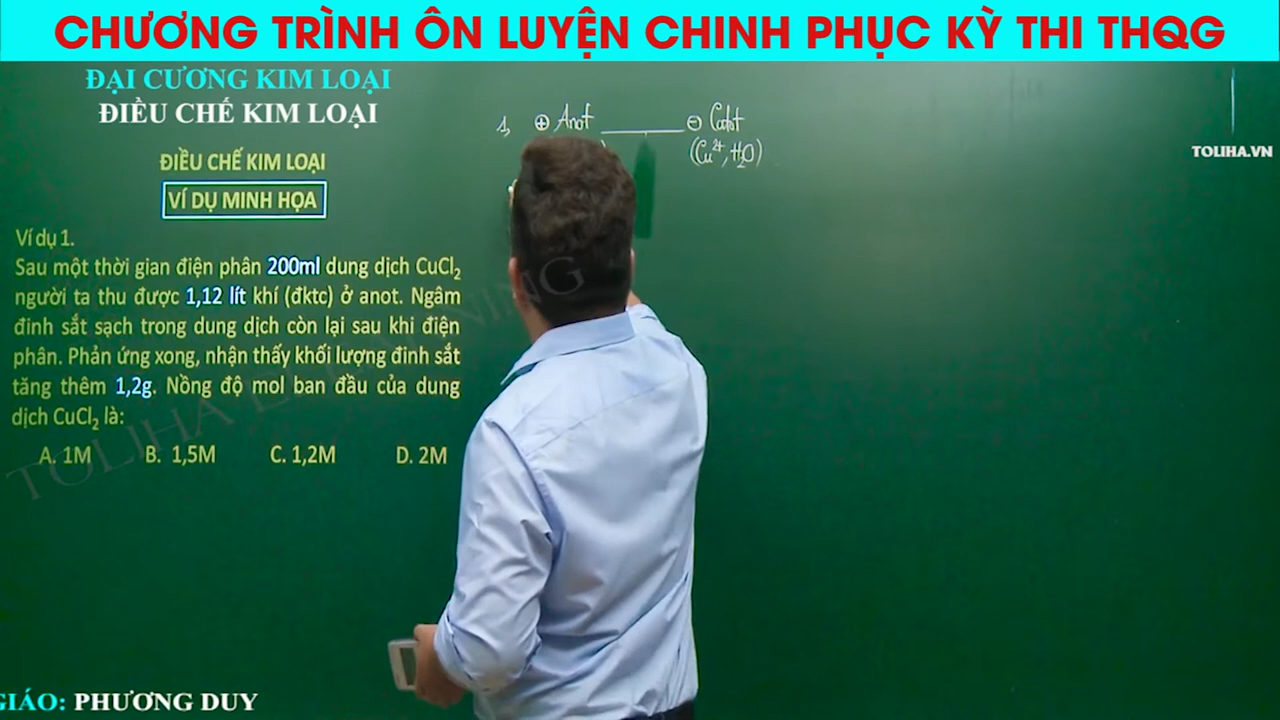 CHƯƠNG TRÌNH ÔN LUYỆN CHINH PHỤC KỲ THI THQG
ĐẠI CƯƠNG KIM LOẠI
ĐIỀU CHẾ KIM LOẠI
ĐIỀU CHẾ KIM LOẠI
VÍ DỤ MINH HỌA
Ví dụ 1.
Sau một thời gian điện phân 200ml dung dịch CuCl₂
người ta thu được 1,12 lít khí (đktc) ở anot. Ngâm
đinh sắt sạch trong dung dịch còn lại sau khi điện
phân. Phản ứng xong, nhận thấy khối lượng đinh sắt
tăng thêm 1,2g. Nồng độ mol ban đầu của dung
dịch CuCl₂ là:
A. 1M B. 1,5M C. 1,2M D. 2M
1, ⊕ Anot ⊖ Catot
(Cu²⁺, H₂O)
TOLIHA.VN
GIÁO: PHƯƠNG DUY